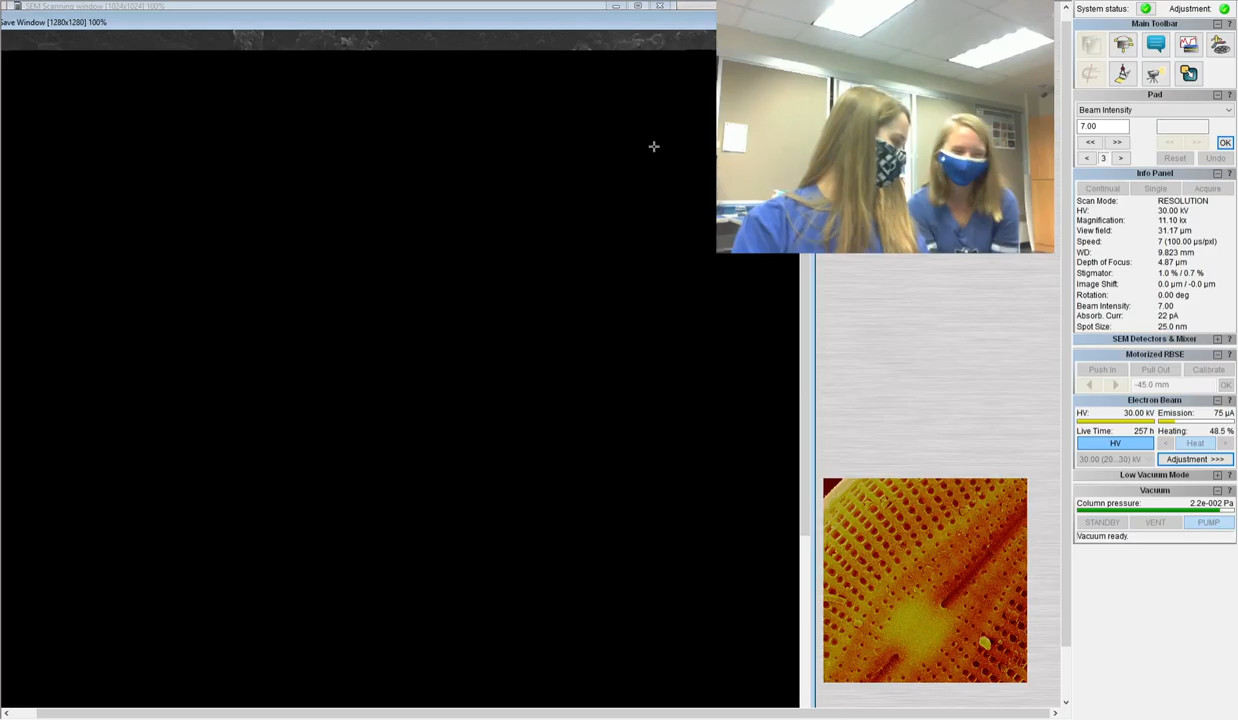 SEM Scanning window [1024x1024] 100%
Save Window [1280x1280] 100%
System status: Adjustment:
Main Toolbar
Pad
Beam Intensity
7.00
<< >> << >> OK
< 3 > Reset Undo
Info Panel
Continual Single Acquire
Scan Mode: RESOLUTION
HV: 30.00 kV
Magnification: 11.10 kx
View field: 31.17 µm
Speed: 7 (100.00 µs/pxl)
WD: 9.823 mm
Depth of Focus: 4.87 µm
Stigmator: 1.0 % / 0.7 %
Image Shift: 0.0 µm / -0.0 µm
Rotation: 0.00 deg
Beam Intensity: 7.00
Absorb. Curr: 22 pA
Spot Size: 25.0 nm
SEM Detectors & Mixer
Motorized RBSE
Push In Pull Out Calibrate
-45.0 mm OK
Electron Beam
HV: 30.00 kV Emission: 75 µA
Live Time: 257 h Heating: 48.5 %
HV < Heat >
30.00 (20...30) kV Adjustment >>>
Low Vacuum Mode
Vacuum
Column pressure: 2.2e-002 Pa
STANDBY VENT PUMP
Vacuum ready.